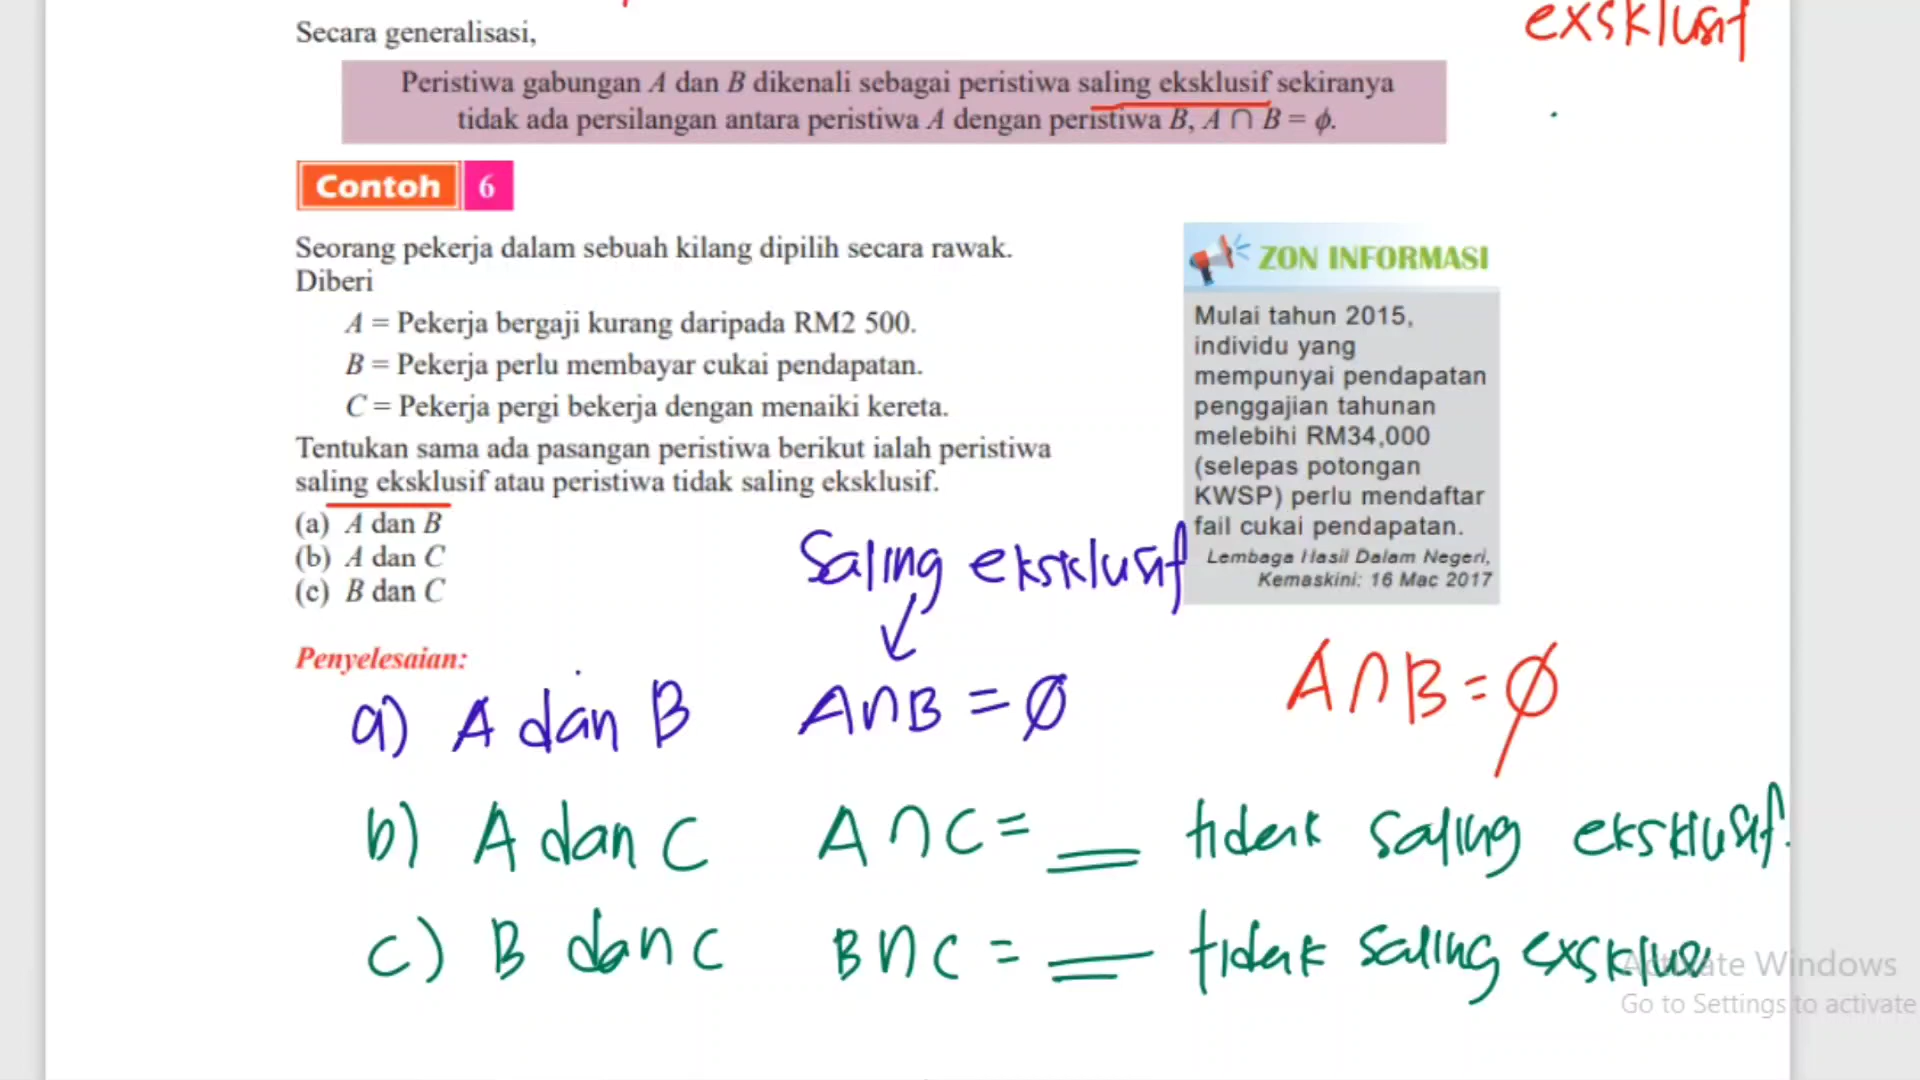 exsklusif
Secara generalisasi,
Peristiwa gabungan A dan B dikenali sebagai peristiwa saling eksklusif sekiranya
tidak ada persilangan antara peristiwa A dengan peristiwa B, A ∩ B = ϕ.
Contoh 6
Seorang pekerja dalam sebuah kilang dipilih secara rawak.
Diberi
A = Pekerja bergaji kurang daripada RM2 500.
B = Pekerja perlu membayar cukai pendapatan.
C = Pekerja pergi bekerja dengan menaiki kereta.
Tentukan sama ada pasangan peristiwa berikut ialah peristiwa
saling eksklusif atau peristiwa tidak saling eksklusif.
(a) A dan B
(b) A dan C
(c) B dan C
ZON INFORMASI
Mulai tahun 2015,
individu yang
mempunyai pendapatan
penggajian tahunan
melebihi RM34,000
(selepas potongan
KWSP) perlu mendaftar
fail cukai pendapatan.
Lembaga Hasil Dalam Negeri,
Kemaskini: 16 Mac 2017
Saling eksklusif
Penyelesaian:
a) A dan B A∩B = ϕ
A∩B = ϕ
b) A dan C A∩C = __ tidak saling eksklusif.
c) B dan C B∩C = __ tidak saling exsklus
Activate Windows
Go to Settings to activate